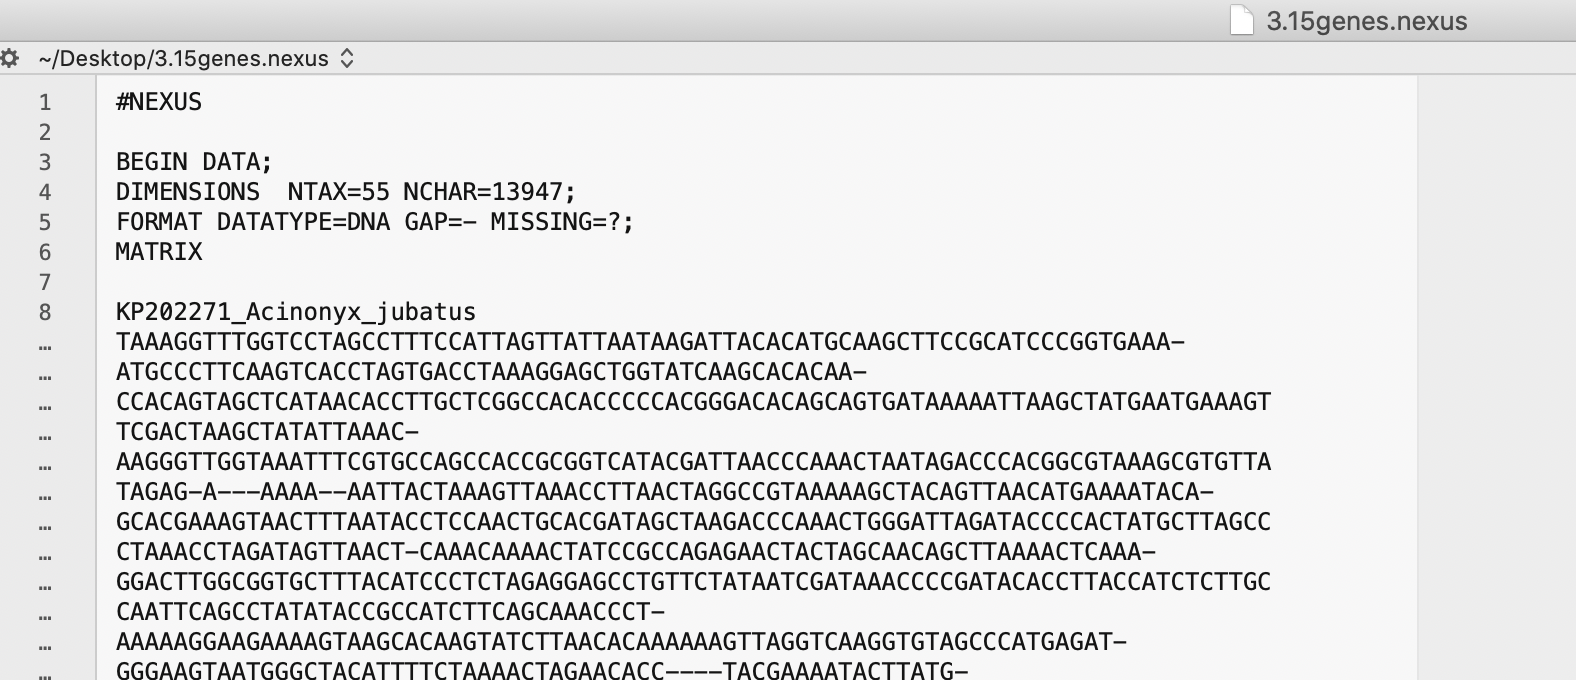 3.15genes.nexus
~/Desktop/3.15genes.nexus
1 #NEXUS
2
3 BEGIN DATA;
4 DIMENSIONS  NTAX=55 NCHAR=13947;
5 FORMAT DATATYPE=DNA GAP=- MISSING=?;
6 MATRIX
7
8 KP202271_Acinonyx_jubatus
… TAAAGGTTTGGTCCTAGCCTTTCCATTAGTTATTAATAAGATTACACATGCAAGCTTCCGCATCCCGGTGAAA-
… ATGCCCTTCAAGTCACCTAGTGACCTAAAGGAGCTGGTATCAAGCACACAA-
… CCACAGTAGCTCATAACACCTTGCTCGGCCACACCCCCACGGGACACAGCAGTGATAAAAATTAAGCTATGAATGAAAGT
… TCGACTAAGCTATATTAAAC-
… AAGGGTTGGTAAATTTCGTGCCAGCCACCGCGGTCATACGATTAACCCAAACTAATAGACCCACGGCGTAAAGCGTGTTA
… TAGAG-A---AAAA--AATTACTAAAGTTAAACCTTAACTAGGCCGTAAAAAGCTACAGTTAACATGAAAATACA-
… GCACGAAAGTAACTTTAATACCTCCAACTGCACGATAGCTAAGACCCAAACTGGGATTAGATACCCCACTATGCTTAGCC
… CTAAACCTAGATAGTTAACT-CAAACAAAACTATCCGCCAGAGAACTACTAGCAACAGCTTAAAACTCAAA-
… GGACTTGGCGGTGCTTTACATCCCTCTAGAGGAGCCTGTTCTATAATCGATAAACCCCGATACACCTTACCATCTCTTGC
… CAATTCAGCCTATATACCGCCATCTTCAGCAAACCCT-
… AAAAAGGAAGAAAAGTAAGCACAAGTATCTTAACACAAAAAAGTTAGGTCAAGGTGTAGCCCATGAGAT-
… GGGAAGTAATGGGCTACATTTTCTAAAACTAGAACACC----TACGAAAATACTTATG-